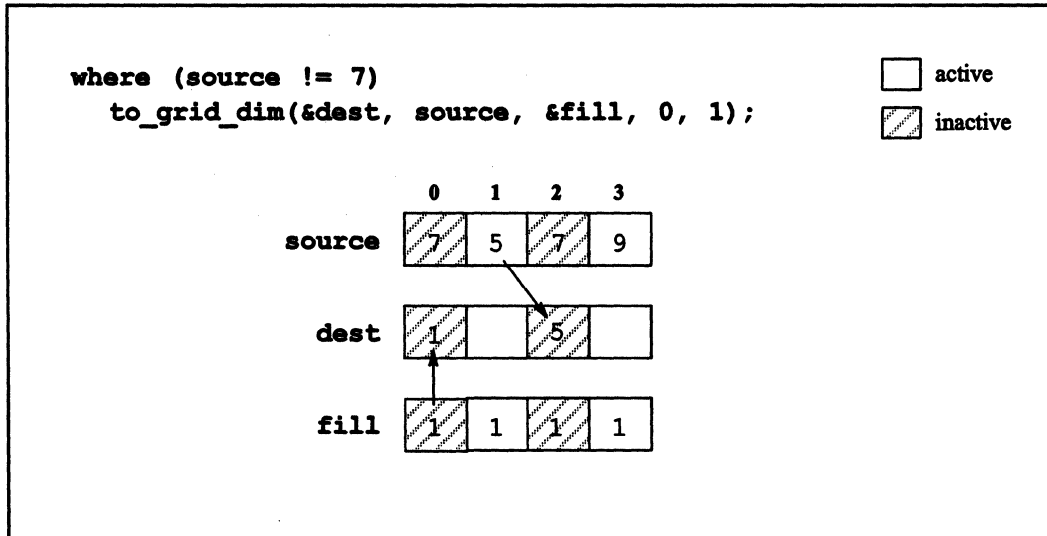 where (source != 7)
to_grid_dim(&dest, source, &fill, 0, 1);
active
inactive
0 1 2 3
source 7 5 7 9
dest 1 5
fill 1 1 1 1